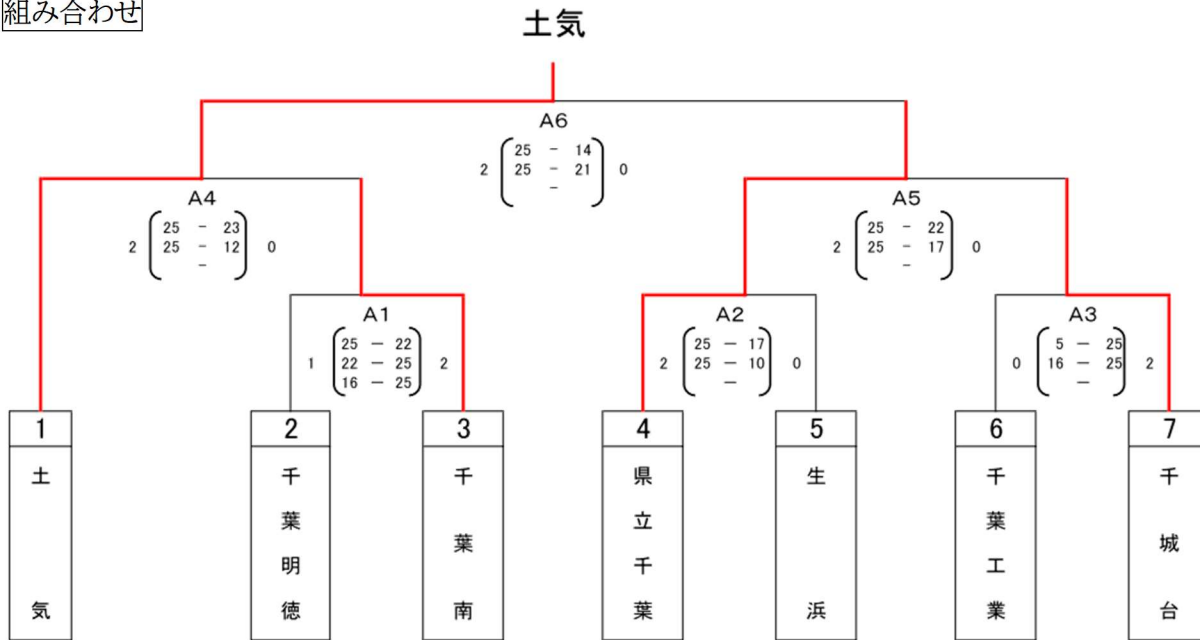 組み合わせ
土気
A6
2 25 - 14 0
25 - 21
-
A4
2 25 - 23 0
25 - 12
-
A5
2 25 - 22 0
25 - 17
-
A1
1 25 － 22 2
22 － 25
16 － 25
A2
2 25 － 17 0
25 － 10
－
A3
0 5 － 25 2
16 － 25
－
1
土気
2
千葉明徳
3
千葉南
4
県立千葉
5
生浜
6
千葉工業
7
千城台